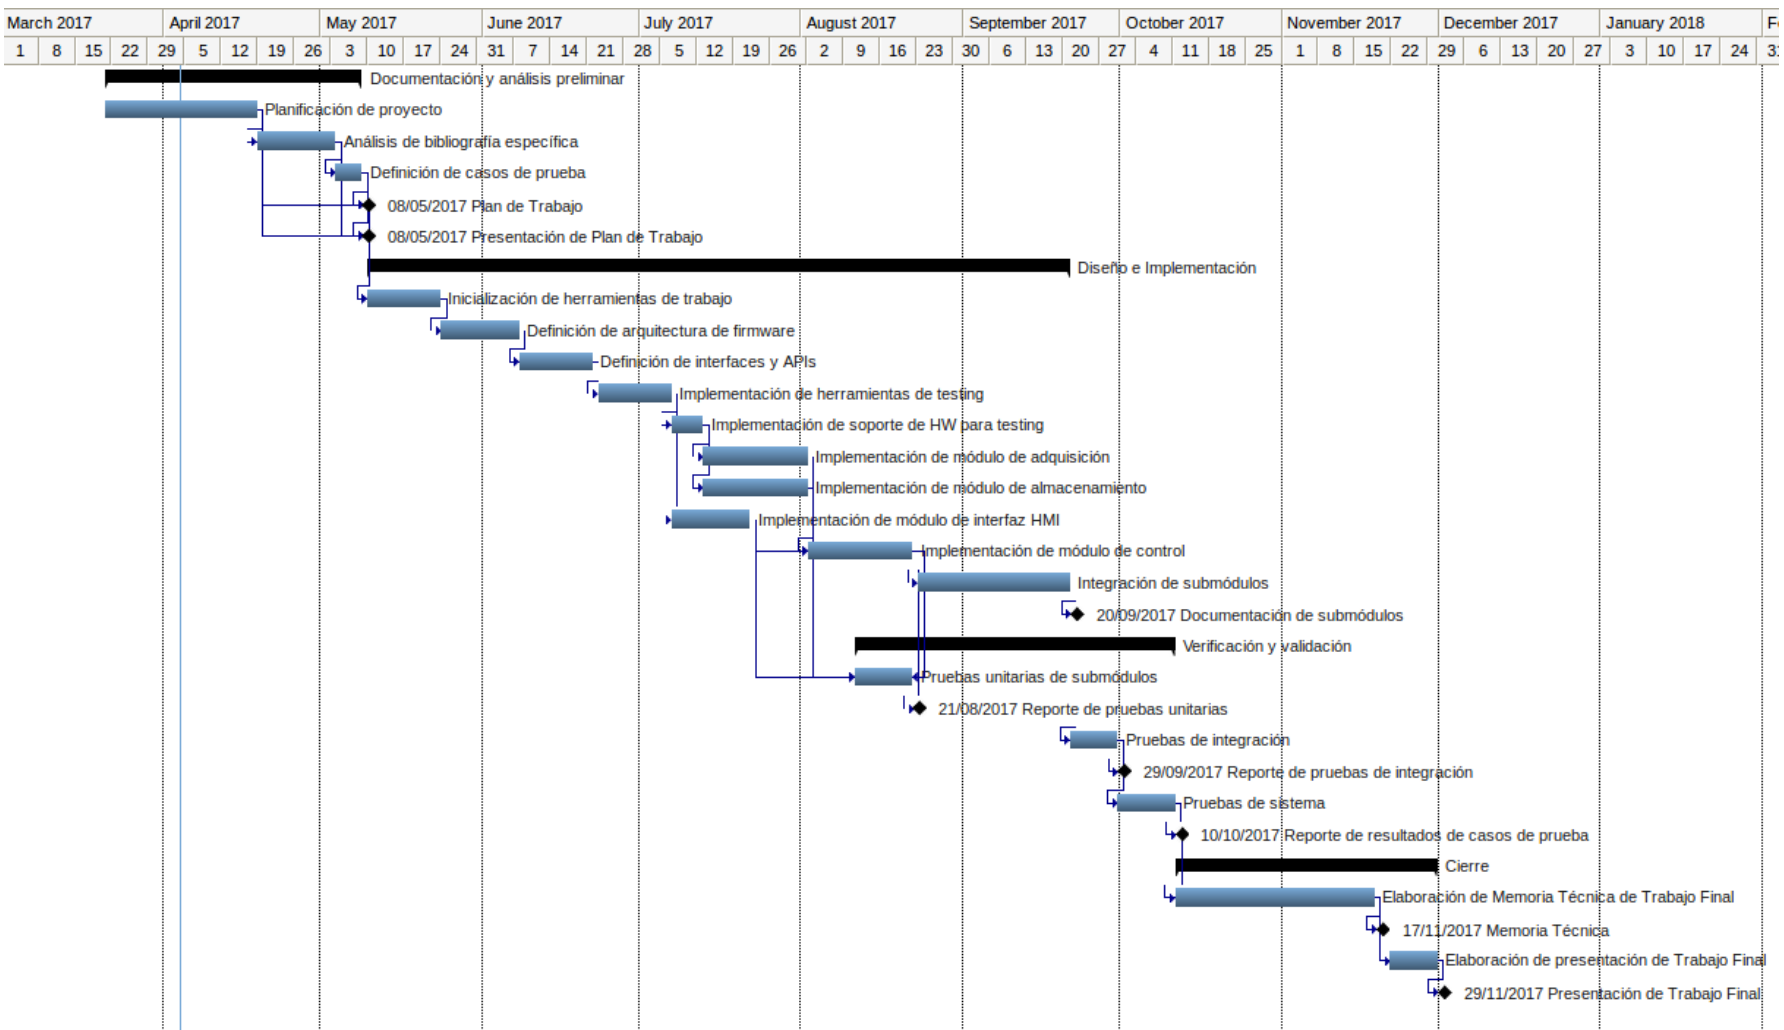 March 2017 April 2017 May 2017 June 2017 July 2017 August 2017 September 2017 October 2017 November 2017 December 2017 January 2018
1 8 15 22 29 5 12 19 26 3 10 17 24 31 7 14 21 28 5 12 19 26 2 9 16 23 30 6 13 20 27 4 11 18 25 1 8 15 22 29 6 13 20 27 3 10 17 24 31
Documentación y análisis preliminar
Planificación de proyecto
Análisis de bibliografía específica
Definición de casos de prueba
08/05/2017 Plan de Trabajo
08/05/2017 Presentación de Plan de Trabajo
Diseño e Implementación
Inicialización de herramientas de trabajo
Definición de arquitectura de firmware
Definición de interfaces y APIs
Implementación de herramientas de testing
Implementación de soporte de HW para testing
Implementación de módulo de adquisición
Implementación de módulo de almacenamiento
Implementación de módulo de interfaz HMI
Implementación de módulo de control
Integración de submódulos
20/09/2017 Documentación de submódulos
Verificación y validación
Pruebas unitarias de submódulos
21/08/2017 Reporte de pruebas unitarias
Pruebas de integración
29/09/2017 Reporte de pruebas de integración
Pruebas de sistema
10/10/2017 Reporte de resultados de casos de prueba
Cierre
Elaboración de Memoria Técnica de Trabajo Final
17/11/2017 Memoria Técnica
Elaboración de presentación de Trabajo Final
29/11/2017 Presentación de Trabajo Final